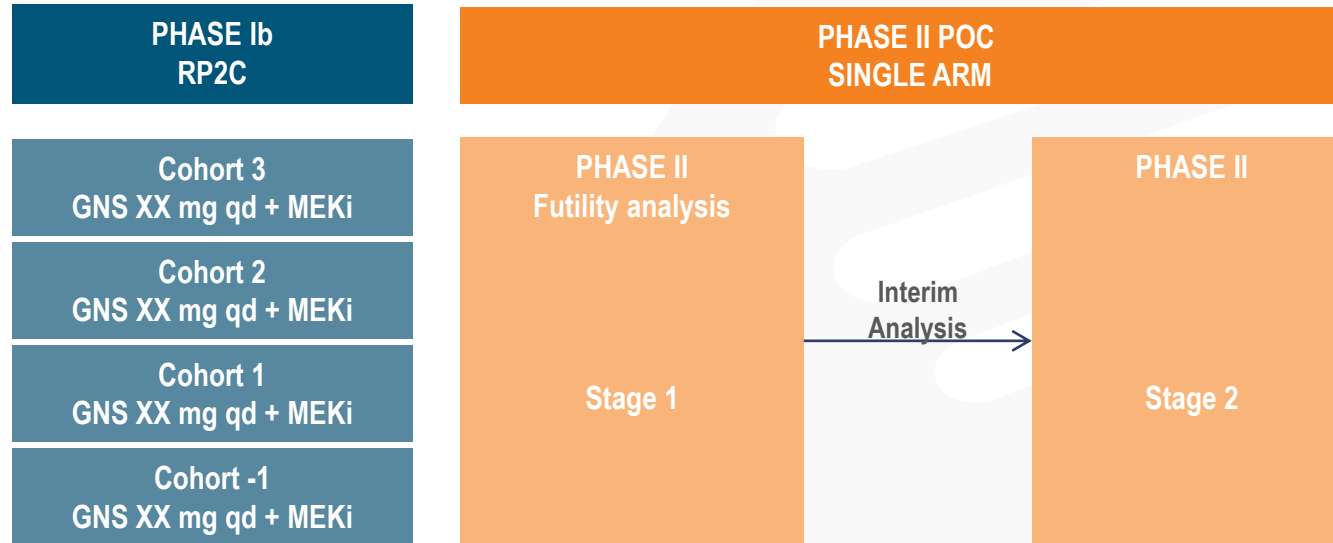 PHASE Ib
RP2C
PHASE II POC
SINGLE ARM
Cohort 3
GNS XX mg qd + MEKi
Cohort 2
GNS XX mg qd + MEKi
Cohort 1
GNS XX mg qd + MEKi
Cohort -1
GNS XX mg qd + MEKi
PHASE II
Futility analysis
Stage 1
Interim
Analysis
PHASE II
Stage 2